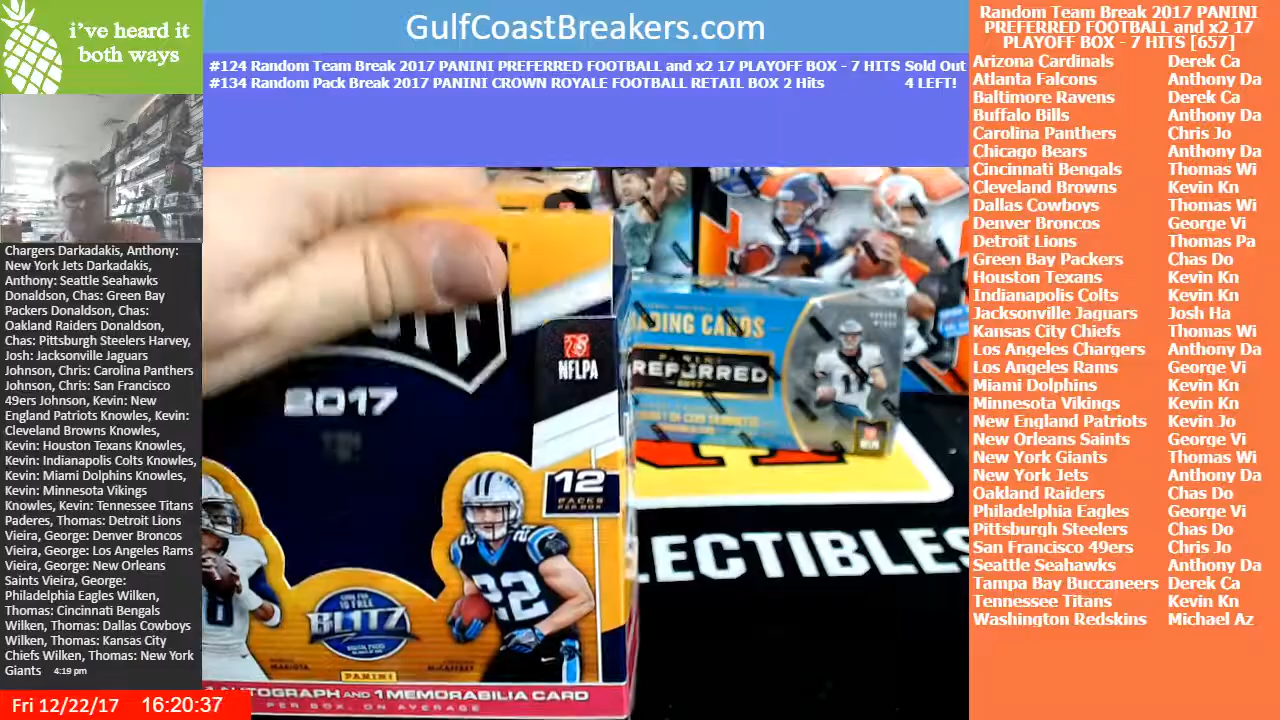 i've heard it
both ways
GulfCoastBreakers.com
#124 Random Team Break 2017 PANINI PREFERRED FOOTBALL and x2 17 PLAYOFF BOX - 7 HITS Sold Out
#134 Random Pack Break 2017 PANINI CROWN ROYALE FOOTBALL RETAIL BOX 2 Hits 4 LEFT!
Random Team Break 2017 PANINI
PREFERRED FOOTBALL and x2 17
PLAYOFF BOX - 7 HITS [657]
Arizona Cardinals Derek Ca
Atlanta Falcons Anthony Da
Baltimore Ravens Derek Ca
Buffalo Bills Anthony Da
Carolina Panthers Chris Jo
Chicago Bears Anthony Da
Cincinnati Bengals Thomas Wi
Cleveland Browns Kevin Kn
Dallas Cowboys Thomas Wi
Denver Broncos George Vi
Detroit Lions Thomas Pa
Green Bay Packers Chas Do
Houston Texans Kevin Kn
Indianapolis Colts Kevin Kn
Jacksonville Jaguars Josh Ha
Kansas City Chiefs Thomas Wi
Los Angeles Chargers Anthony Da
Los Angeles Rams George Vi
Miami Dolphins Kevin Kn
Minnesota Vikings Kevin Kn
New England Patriots Kevin Jo
New Orleans Saints George Vi
New York Giants Thomas Wi
New York Jets Anthony Da
Oakland Raiders Chas Do
Philadelphia Eagles George Vi
Pittsburgh Steelers Chas Do
San Francisco 49ers Chris Jo
Seattle Seahawks Anthony Da
Tampa Bay Buccaneers Derek Ca
Tennessee Titans Kevin Kn
Washington Redskins Michael Az
Chargers Darkadakis, Anthony:
New York Jets Darkadakis,
Anthony: Seattle Seahawks
Donaldson, Chas: Green Bay
Packers Donaldson, Chas:
Oakland Raiders Donaldson,
Chas: Pittsburgh Steelers Harvey,
Josh: Jacksonville Jaguars
Johnson, Chris: Carolina Panthers
Johnson, Chris: San Francisco
49ers Johnson, Kevin: New
England Patriots Knowles, Kevin:
Cleveland Browns Knowles,
Kevin: Houston Texans Knowles,
Kevin: Indianapolis Colts Knowles,
Kevin: Miami Dolphins Knowles,
Kevin: Minnesota Vikings
Knowles, Kevin: Tennessee Titans
Paderes, Thomas: Detroit Lions
Vieira, George: Denver Broncos
Vieira, George: Los Angeles Rams
Vieira, George: New Orleans
Saints Vieira, George:
Philadelphia Eagles Wilken,
Thomas: Cincinnati Bengals
Wilken, Thomas: Dallas Cowboys
Wilken, Thomas: Kansas City
Chiefs Wilken, Thomas: New York
Giants 4:19 pm
Fri 12/22/17 16:20:37
NFLPA
2017
12
PACKS
PER BOX
22
BLITZ
PANINI
AUTOGRAPH AND 1 MEMORABILIA CARD
PER BOX, ON AVERAGE
ADING CARDS
PANINI
PREFERRED
2017
LECTIBLES